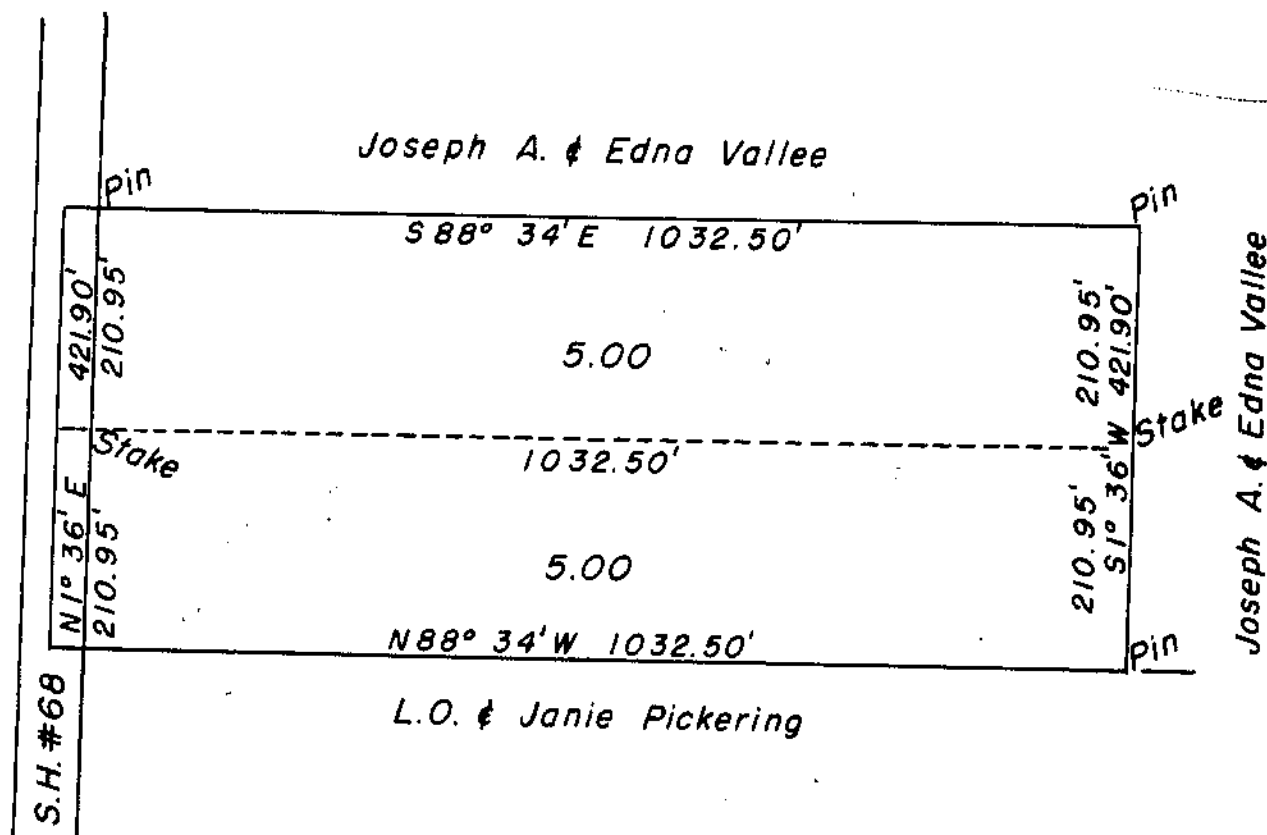 Joseph A. & Edna Vallee
Pin
Pin
S 88° 34' E 1032.50'
421.90'
210.95'
210.95'
421.90'
5.00
Joseph A. & Edna Vallee
Stake
Stake
1032.50'
N 1° 36' E
210.95'
210.95'
S 1° 36' W
5.00
N 88° 34' W 1032.50'
Pin
L.O. & Janie Pickering
S.H. #68